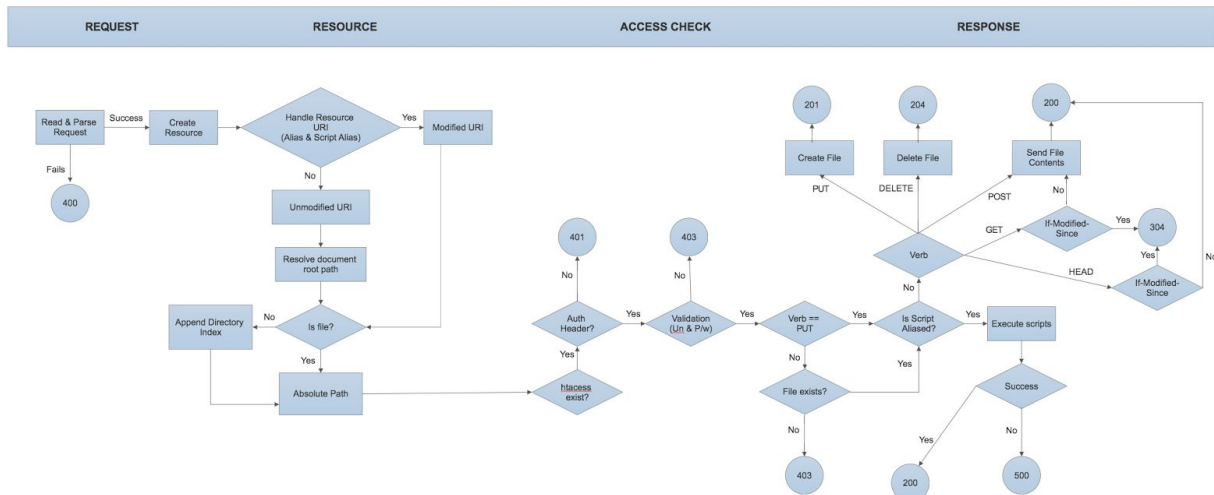 REQUEST
RESOURCE
ACCESS CHECK
RESPONSE
Read & Parse
Request
Success
Fails
400
Create
Resource
Handle Resource
URI
(Alias & Script Alias)
Yes
Modified URI
No
Unmodified URI
Resolve document
root path
Is file?
No
Append Directory
Index
Yes
Absolute Path
htacess
exist?
Yes
Auth
Header?
No
401
Yes
Validation
(Un & P/w)
No
403
Yes
Verb ==
PUT
No
File exists?
No
403
Yes
Yes
Is Script
Aliased?
Yes
Execute scripts
Success
Yes
200
No
500
No
Verb
PUT
Create File
201
DELETE
Delete File
204
POST
Send File
Contents
200
GET
If-Modified-
Since
No
Yes
304
HEAD
If-Modified-
Since
Yes
No